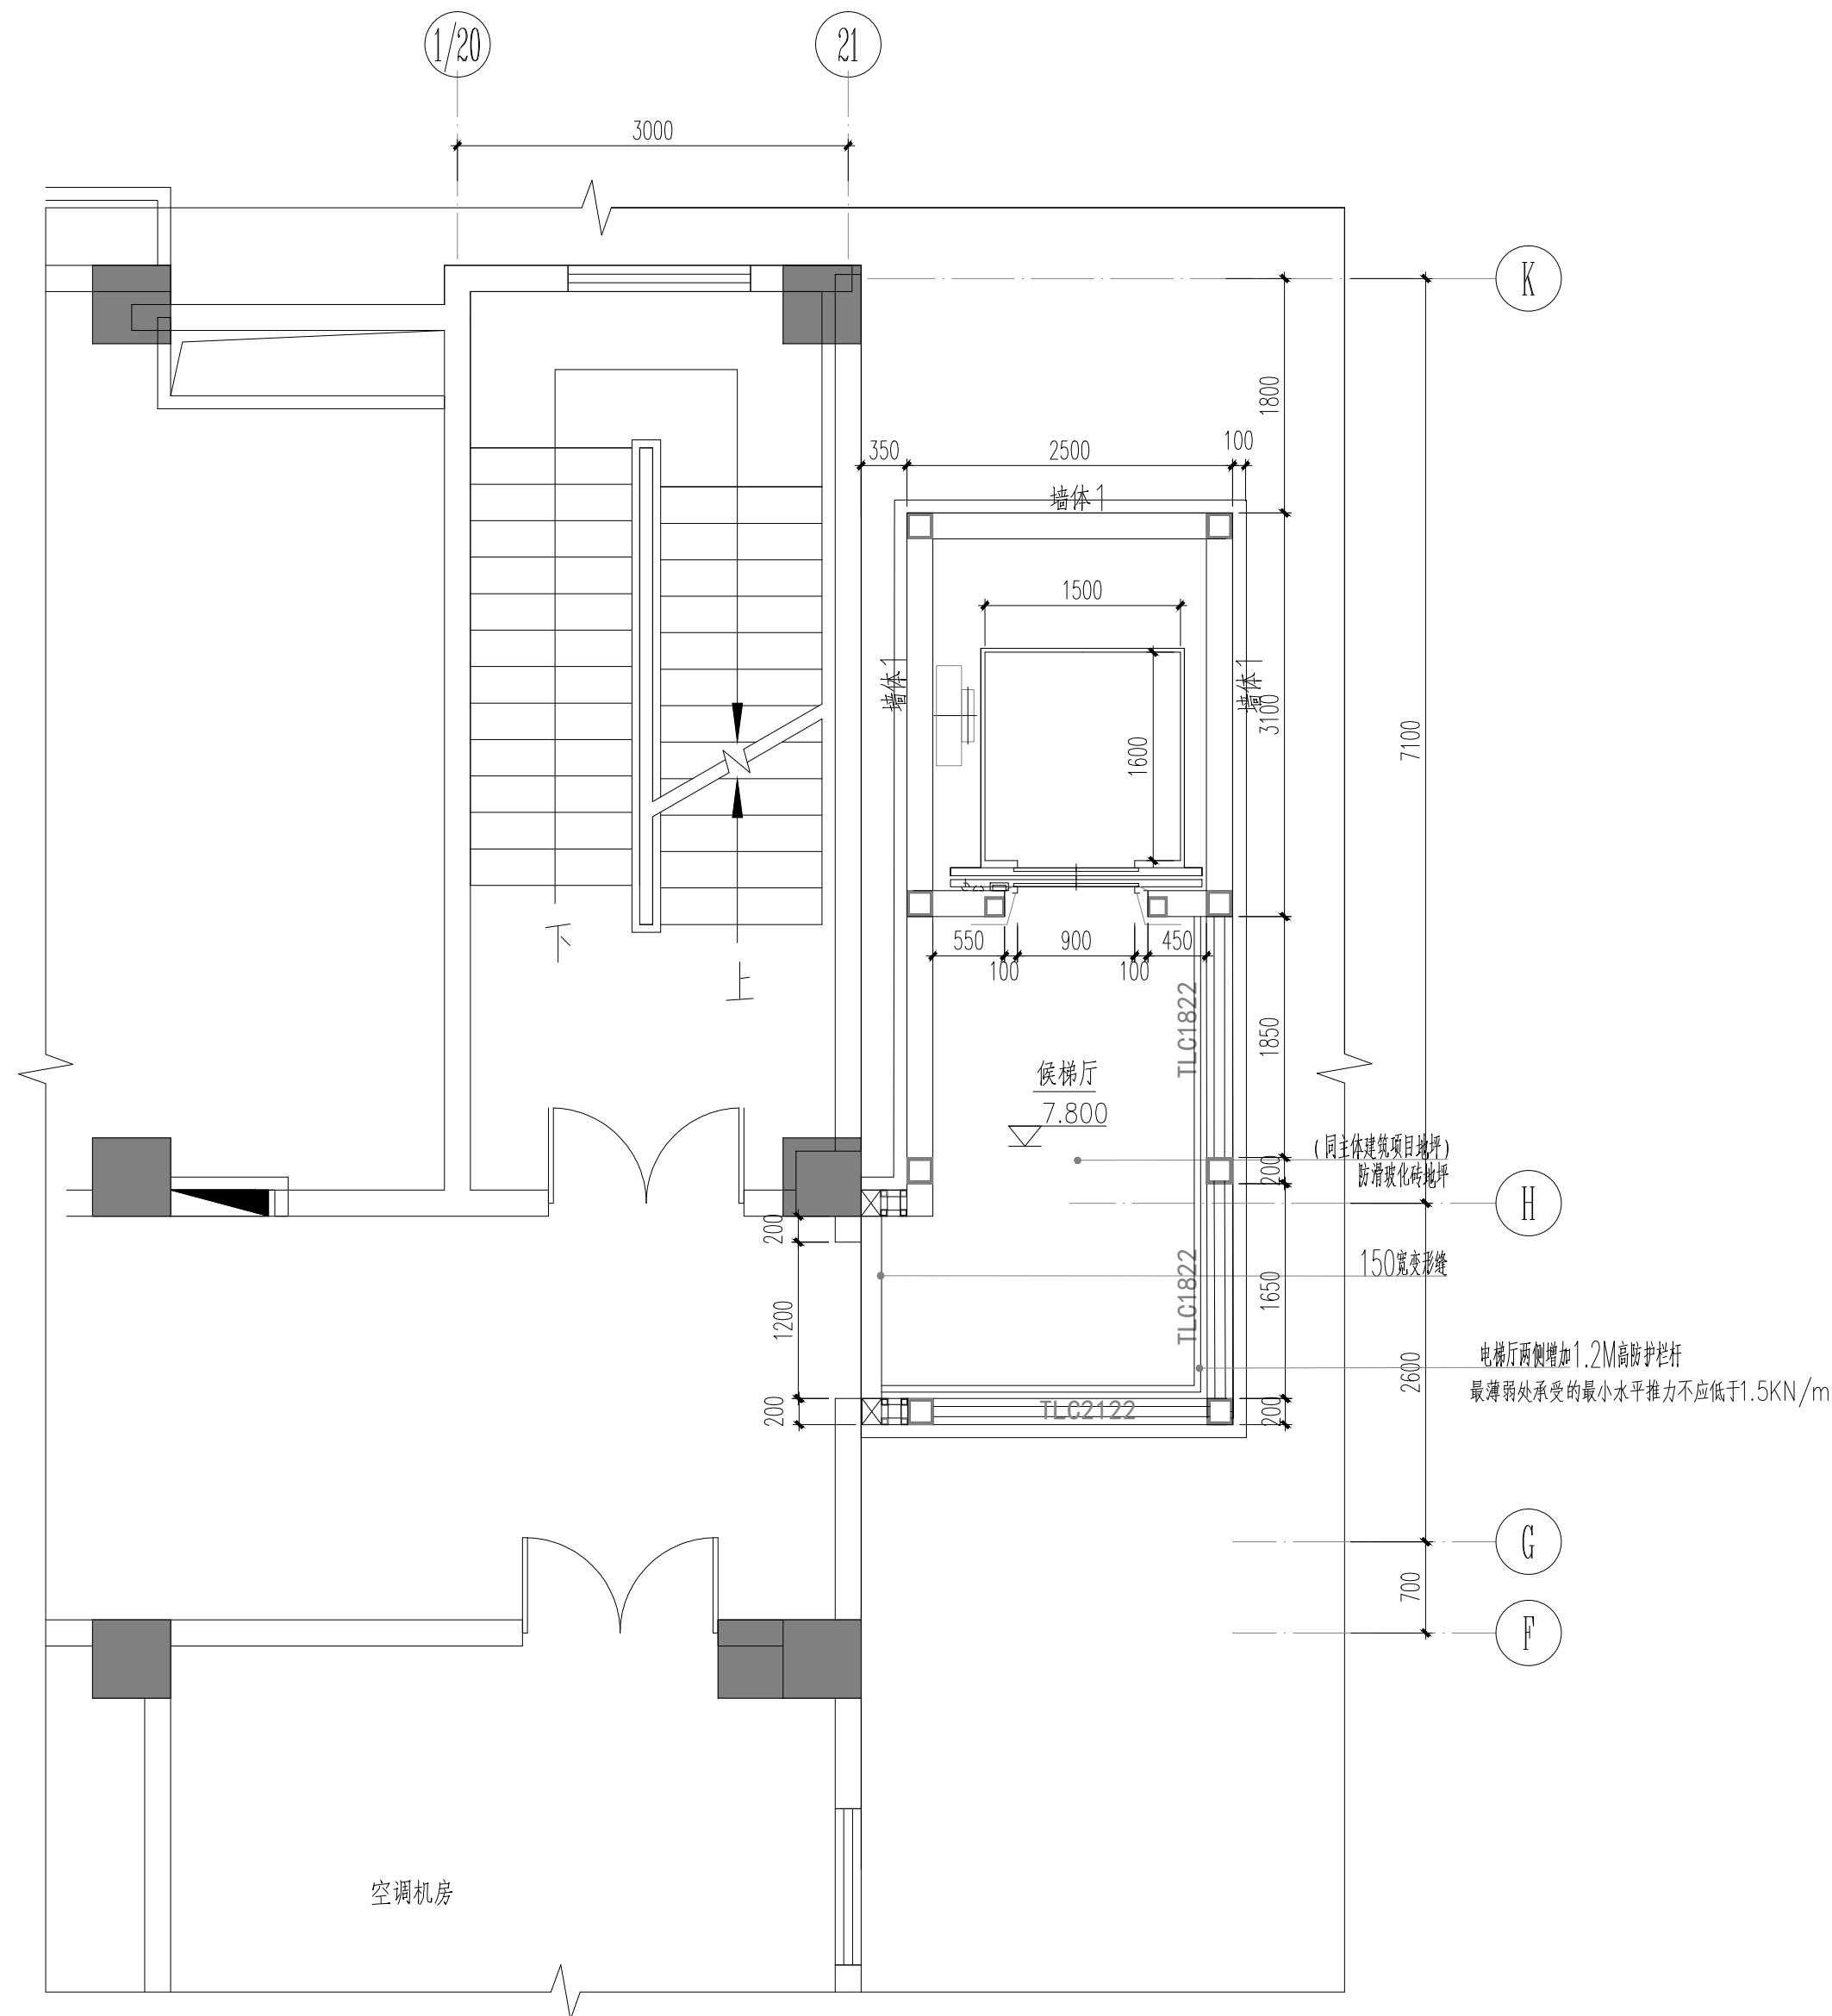 1/20
21
3000
K
1800
350
2500
100
墙体1
1500
墙体1
墙体1
3100
7100
1600
550
900
450
100
100
下
上
TLC1822
1850
候梯厅
7.800
(同主体建筑项目地坪)
防滑玻化砖地坪
200
H
200
150宽变形缝
TLC1822
1650
1200
电梯厅两侧增加1.2M高防护栏杆
最薄弱处承受的最小水平推力不应低于1.5KN/m
2600
200
TLC2122
200
G
700
F
空调机房